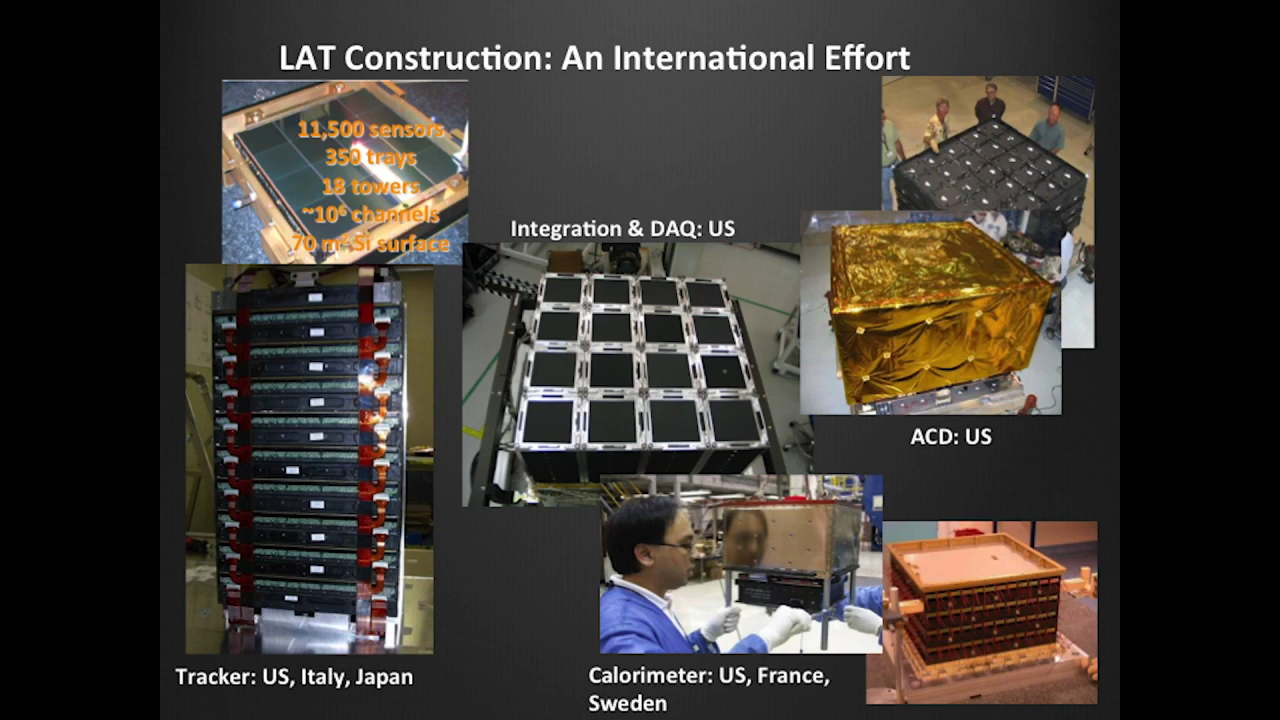 LAT Construction: An International Effort
11,500 sensors
350 trays
18 towers
~10⁶ channels
70 m² Si surface
Integration & DAQ: US
ACD: US
Tracker: US, Italy, Japan
Calorimeter: US, France,
Sweden